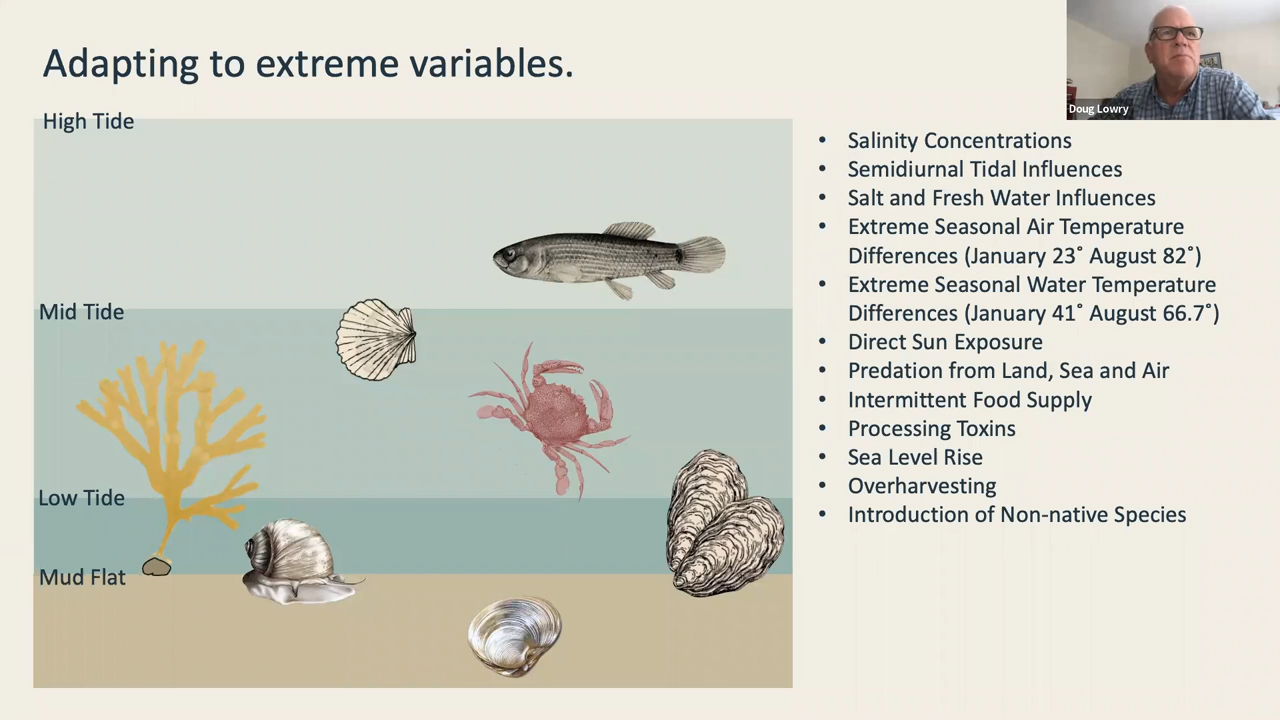 Adapting to extreme variables.
Doug Lowry
High Tide
Mid Tide
Low Tide
Mud Flat
• Salinity Concentrations
• Semidiurnal Tidal Influences
• Salt and Fresh Water Influences
• Extreme Seasonal Air Temperature
Differences (January 23˚ August 82˚)
• Extreme Seasonal Water Temperature
Differences (January 41˚ August 66.7˚)
• Direct Sun Exposure
• Predation from Land, Sea and Air
• Intermittent Food Supply
• Processing Toxins
• Sea Level Rise
• Overharvesting
• Introduction of Non-native Species